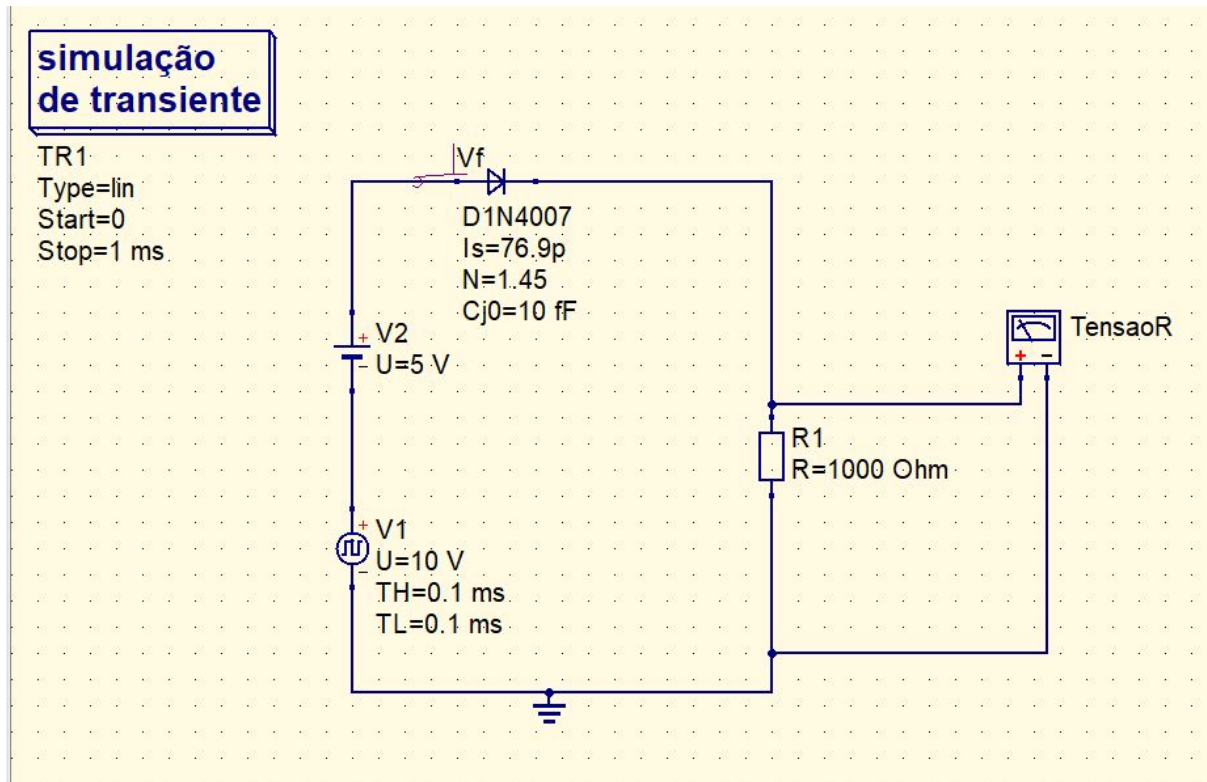 simulação
de transiente
TR1
Type=lin
Start=0
Stop=1 ms
Vf
D1N4007
Is=76.9p
N=1.45
Cj0=10 fF
V2
U=5 V
TensaoR
R1
R=1000 Ohm
V1
U=10 V
TH=0.1 ms
TL=0.1 ms